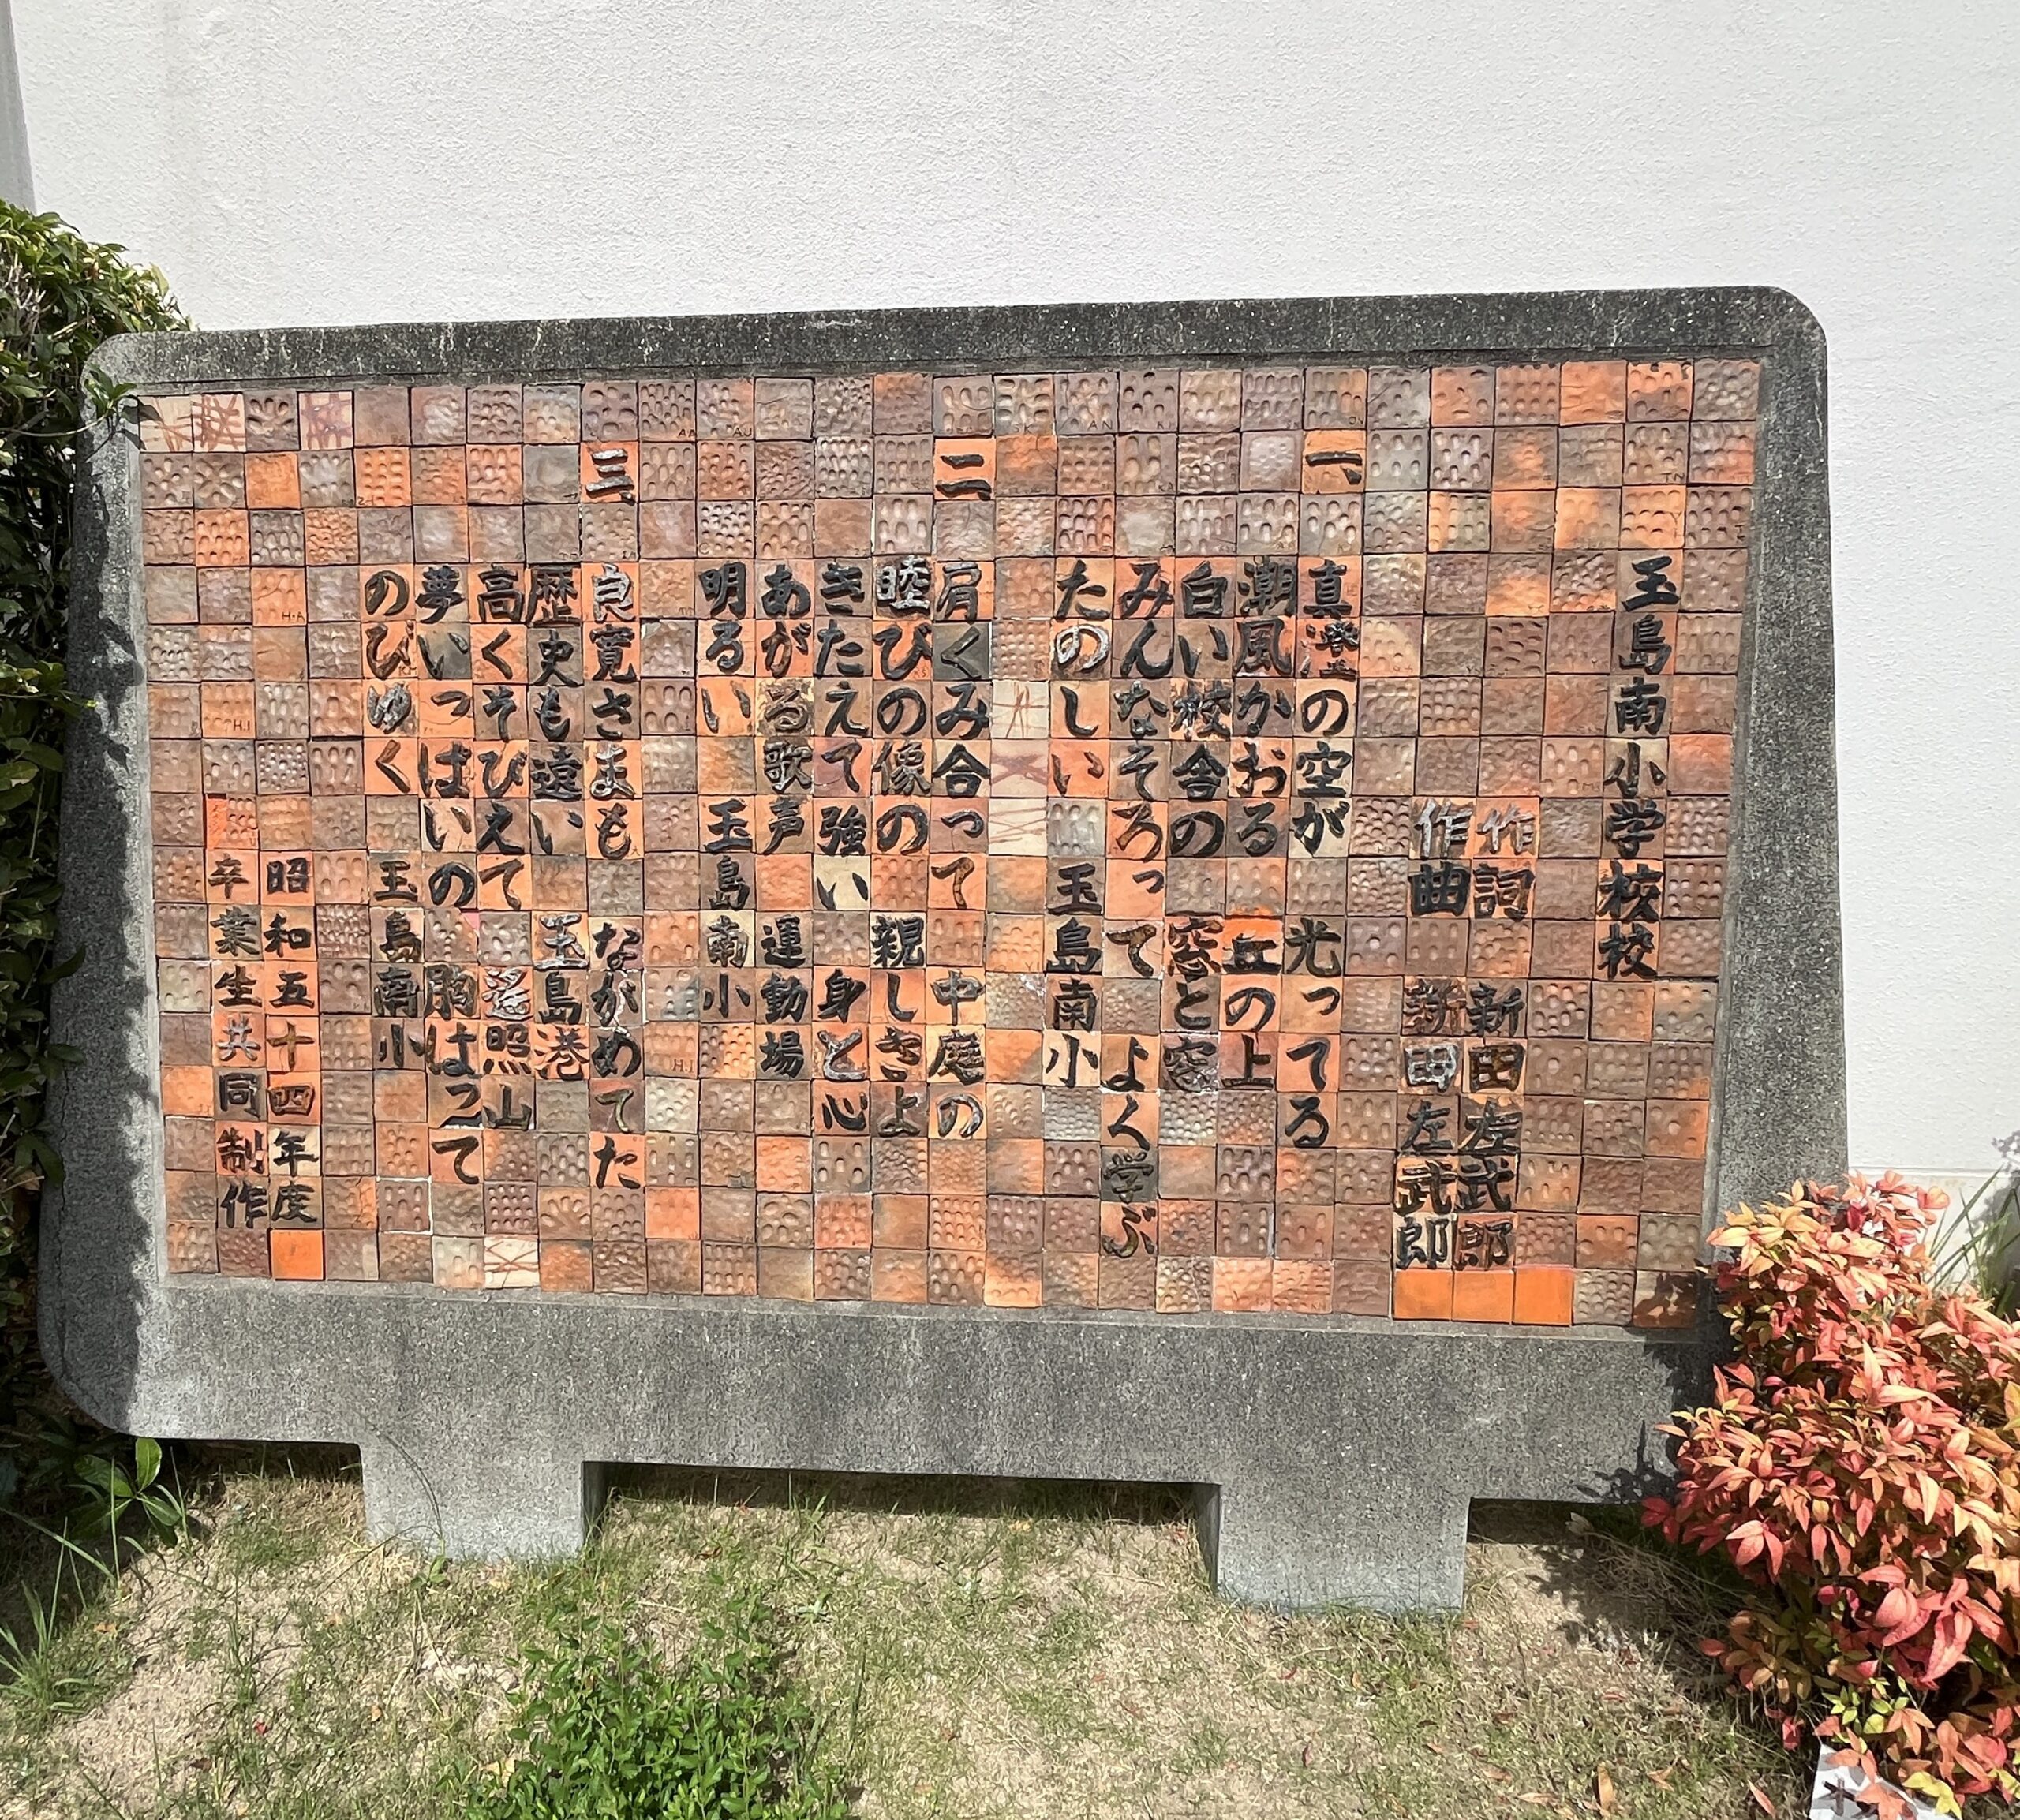 玉島南小学校校
作詞 新田左武郎
作曲 新田左武郎
一、真澄の空が 光ってる
潮風かおる 丘の上
白い校舎の 窓と窓
みんなそろって よく学ぶ
たのしい 玉島南小
二、肩くみ合って 中庭の
睦びの像の 親しさよ
きたえて強い 身と心
あがる歌声 運動場
明るい 玉島南小
三、良寛さまも ながめてた
歴史も遠い 玉島港
高くそびえて 遙照山
夢いっぱいの 胸はって
のびゆく 玉島南小
昭和五十四年度
卒業生共同制作